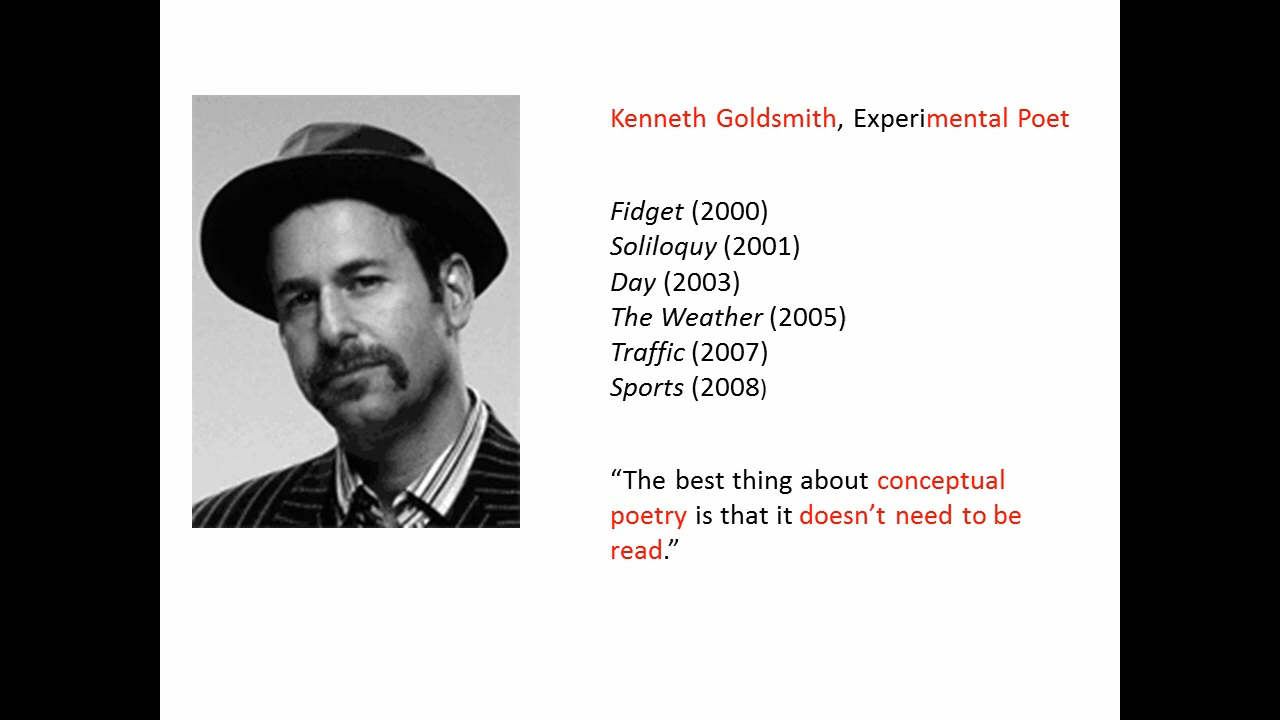 Kenneth Goldsmith, Experimental Poet
Fidget (2000)
Soliloquy (2001)
Day (2003)
The Weather (2005)
Traffic (2007)
Sports (2008)
“The best thing about conceptual
poetry is that it doesn’t need to be
read.”